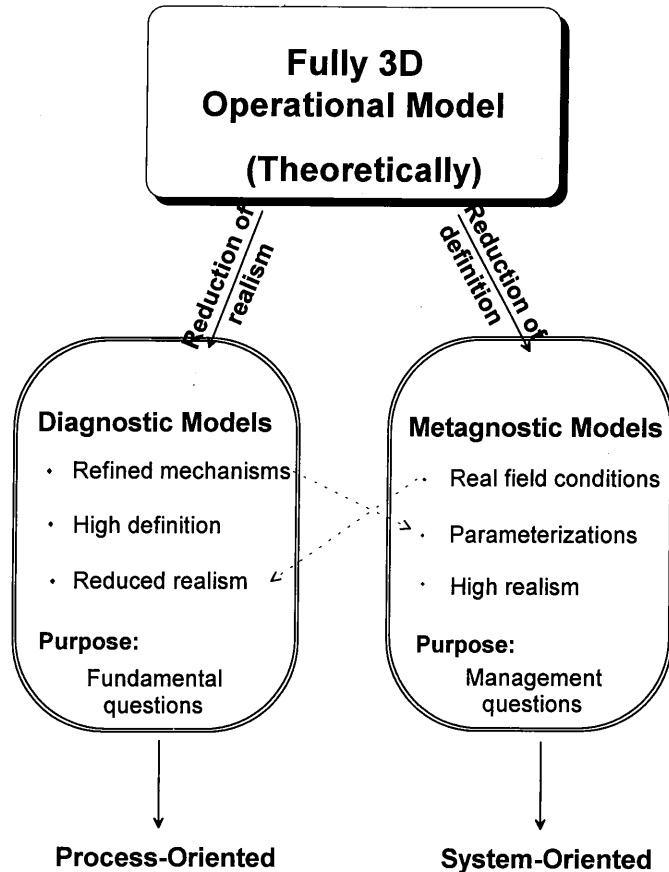 Fully 3D
Operational Model
(Theoretically)
Reduction of
realism
Reduction of
definition
Diagnostic Models
· Refined mechanisms
· High definition
· Reduced realism
Purpose:
Fundamental
questions
Metagnostic Models
· Real field conditions
· Parameterizations
· High realism
Purpose:
Management
questions
Process-Oriented
System-Oriented